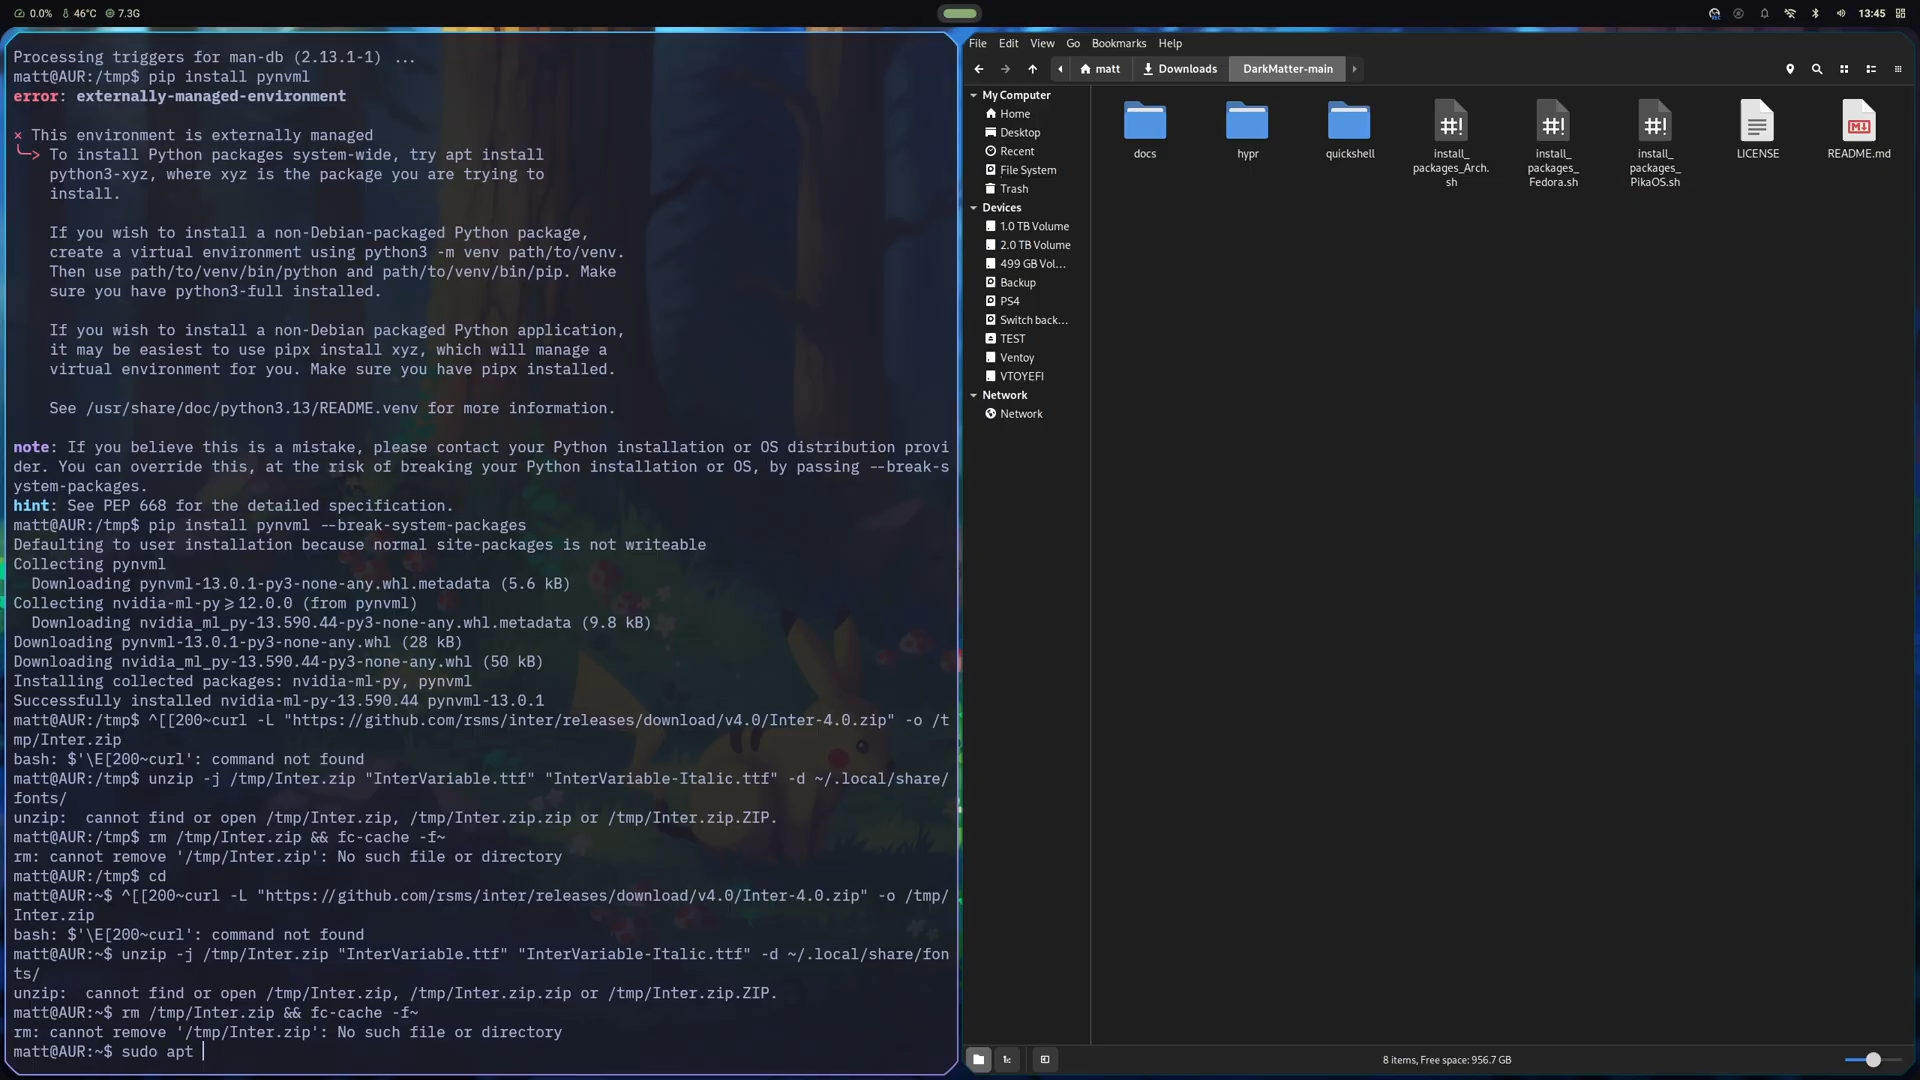 0.0% 46°C 7.3G
13:45
Processing triggers for man-db (2.13.1-1) ...
matt@AUR:/tmp$ pip install pynvml
error: externally-managed-environment
× This environment is externally managed
╰─> To install Python packages system-wide, try apt install
python3-xyz, where xyz is the package you are trying to
install.
If you wish to install a non-Debian-packaged Python package,
create a virtual environment using python3 -m venv path/to/venv.
Then use path/to/venv/bin/python and path/to/venv/bin/pip. Make
sure you have python3-full installed.
If you wish to install a non-Debian packaged Python application,
it may be easiest to use pipx install xyz, which will manage a
virtual environment for you. Make sure you have pipx installed.
See /usr/share/doc/python3.13/README.venv for more information.
note: If you believe this is a mistake, please contact your Python installation or OS distribution provi
der. You can override this, at the risk of breaking your Python installation or OS, by passing --break-s
ystem-packages.
hint: See PEP 668 for the detailed specification.
matt@AUR:/tmp$ pip install pynvml --break-system-packages
Defaulting to user installation because normal site-packages is not writeable
Collecting pynvml
Downloading pynvml-13.0.1-py3-none-any.whl.metadata (5.6 kB)
Collecting nvidia-ml-py>=12.0.0 (from pynvml)
Downloading nvidia_ml_py-13.590.44-py3-none-any.whl.metadata (9.8 kB)
Downloading pynvml-13.0.1-py3-none-any.whl (28 kB)
Downloading nvidia_ml_py-13.590.44-py3-none-any.whl (50 kB)
Installing collected packages: nvidia-ml-py, pynvml
Successfully installed nvidia-ml-py-13.590.44 pynvml-13.0.1
matt@AUR:/tmp$ ^[[200~curl -L "https://github.com/rsms/inter/releases/download/v4.0/Inter-4.0.zip" -o /t
mp/Inter.zip
bash: $'\E[200~curl': command not found
matt@AUR:/tmp$ unzip -j /tmp/Inter.zip "InterVariable.ttf" "InterVariable-Italic.ttf" -d ~/.local/share/
fonts/
unzip:  cannot find or open /tmp/Inter.zip, /tmp/Inter.zip.zip or /tmp/Inter.zip.ZIP.
matt@AUR:/tmp$ rm /tmp/Inter.zip && fc-cache -f~
rm: cannot remove '/tmp/Inter.zip': No such file or directory
matt@AUR:/tmp$ cd
matt@AUR:~$ ^[[200~curl -L "https://github.com/rsms/inter/releases/download/v4.0/Inter-4.0.zip" -o /tmp/
Inter.zip
bash: $'\E[200~curl': command not found
matt@AUR:~$ unzip -j /tmp/Inter.zip "InterVariable.ttf" "InterVariable-Italic.ttf" -d ~/.local/share/fon
ts/
unzip:  cannot find or open /tmp/Inter.zip, /tmp/Inter.zip.zip or /tmp/Inter.zip.ZIP.
matt@AUR:~$ rm /tmp/Inter.zip && fc-cache -f~
rm: cannot remove '/tmp/Inter.zip': No such file or directory
matt@AUR:~$ sudo apt
File Edit View Go Bookmarks Help
matt Downloads DarkMatter-main
My Computer
Home
Desktop
Recent
File System
Trash
Devices
1.0 TB Volume
2.0 TB Volume
499 GB Vol...
Backup
PS4
Switch back...
TEST
Ventoy
VTOYEFI
Network
Network
docs
hypr
quickshell
install_
packages_Arch.
sh
install_
packages_
Fedora.sh
install_
packages_
PikaOS.sh
LICENSE
README.md
8 items, Free space: 956.7 GB